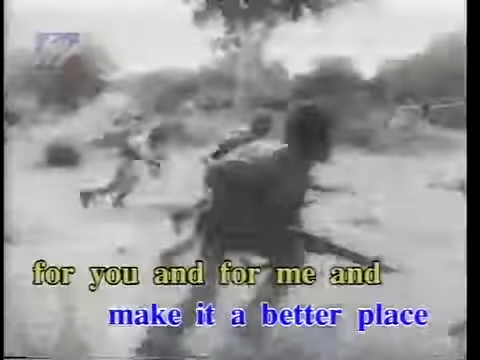 for you and for me and
make it a better place